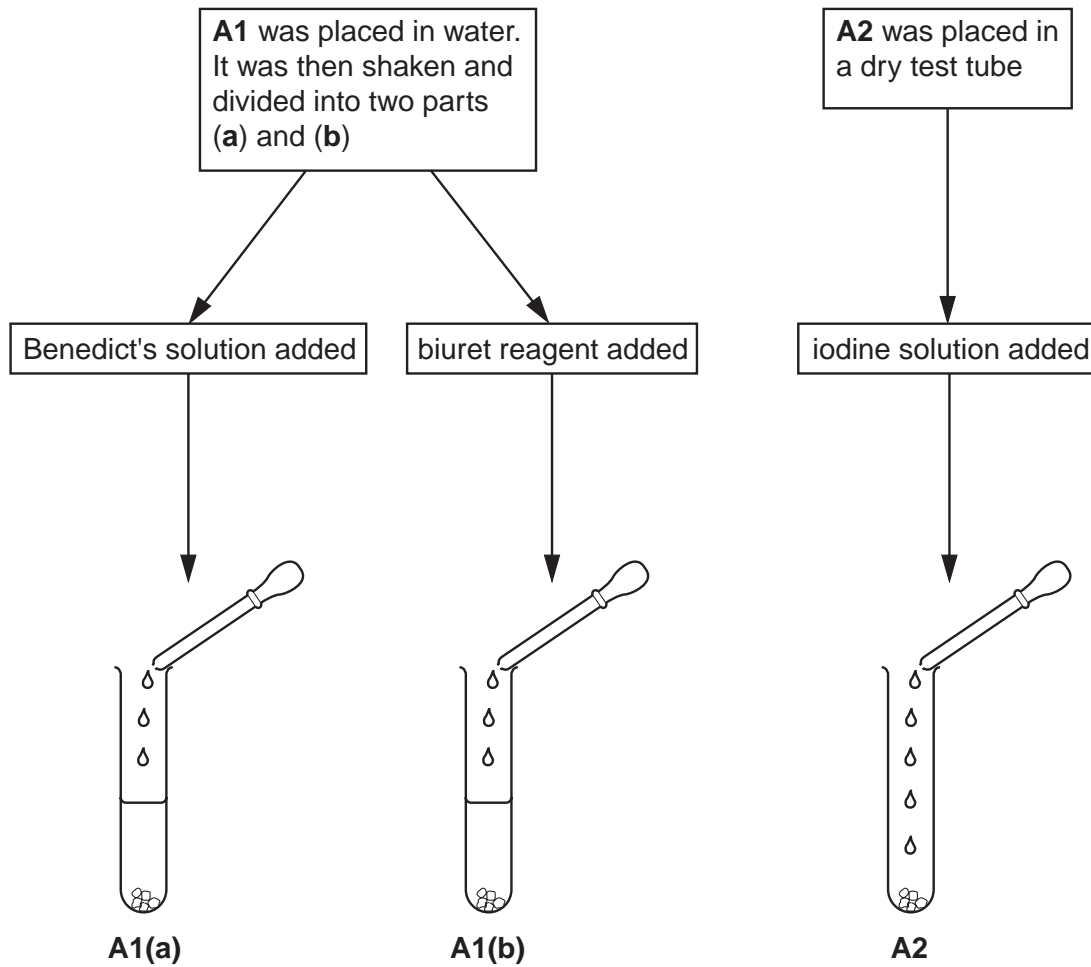 A1 was placed in water.
It was then shaken and
divided into two parts
(a) and (b)
A2 was placed in
a dry test tube
Benedict's solution added
biuret reagent added
iodine solution added
A1(a)
A1(b)
A2